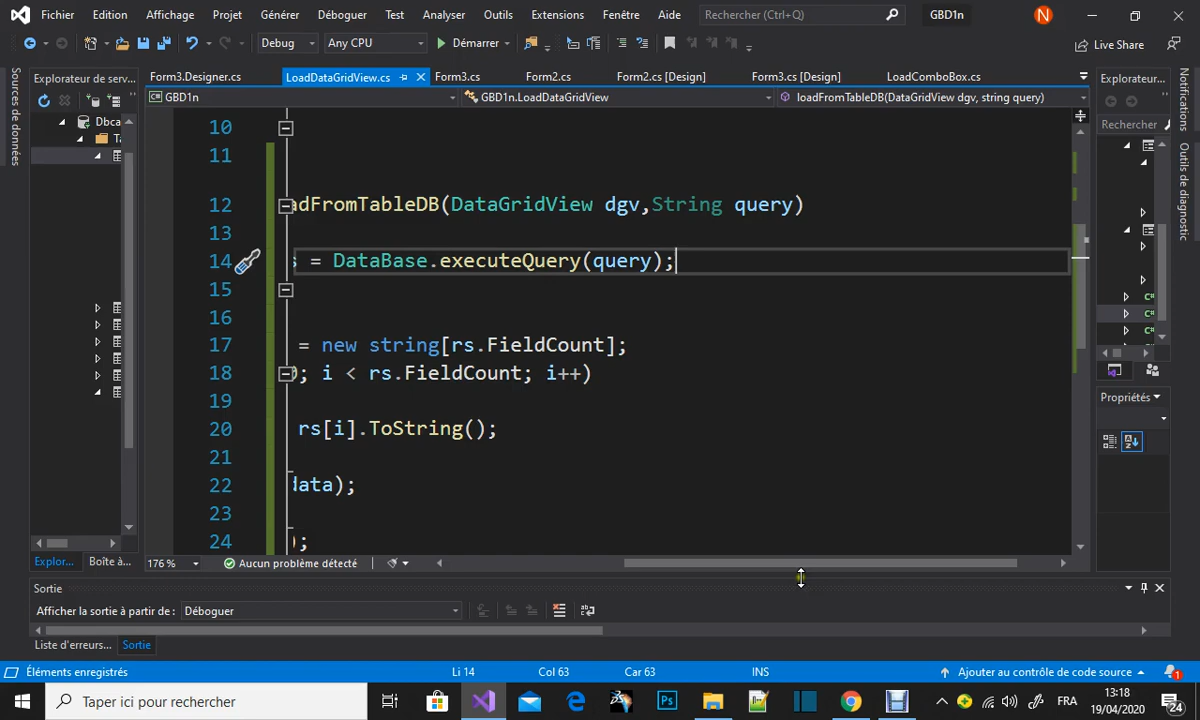 Fichier Edition Affichage Projet Générer Déboguer Test Analyser Outils Extensions Fenêtre Aide Rechercher (Ctrl+Q) GBD1n N
Debug Any CPU Démarrer Live Share
Sources de données
Explorateur de serv...
Form3.Designer.cs LoadDataGridView.cs Form3.cs Form2.cs Form2.cs [Design] Form3.cs [Design] LoadComboBox.cs
Explorateur...
Notifications
Outils de diagnostic
GBD1n GBD1n.LoadDataGridView loadFromTableDB(DataGridView dgv, string query)
Dbca
Ta
Rechercher
10
11
12 adFromTableDB(DataGridView dgv,String query)
13
14 s = DataBase.executeQuery(query);
15
16
17 = new string[rs.FieldCount];
18 0; i < rs.FieldCount; i++)
19
20 rs[i].ToString();
21
22 data);
23
24 );
Propriétés
Explor... Boîte à...
176 % Aucun problème détecté
Sortie
Afficher la sortie à partir de : Déboguer
Liste d'erreurs... Sortie
Éléments enregistrés Li 14 Col 63 Car 63 INS Ajouter au contrôle de code source 1
Taper ici pour rechercher Ps FRA 13:18
19/04/2020 24